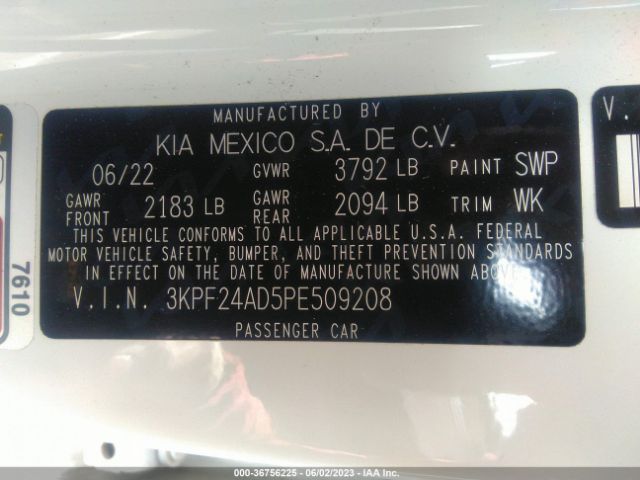 MANUFACTURED BY
KIA MEXICO S.A. DE C.V.
06/22 GVWR 3792 LB PAINT SWP
GAWR FRONT 2183 LB GAWR REAR 2094 LB TRIM WK
THIS VEHICLE CONFORMS TO ALL APPLICABLE U.S.A. FEDERAL
MOTOR VEHICLE SAFETY, BUMPER, AND THEFT PREVENTION STANDARDS
IN EFFECT ON THE DATE OF MANUFACTURE SHOWN ABOVE
V.I.N. 3KPF24AD5PE509208
PASSENGER CAR
7610
V.
000-36756225 - 06/02/2023 - IAA, Inc.